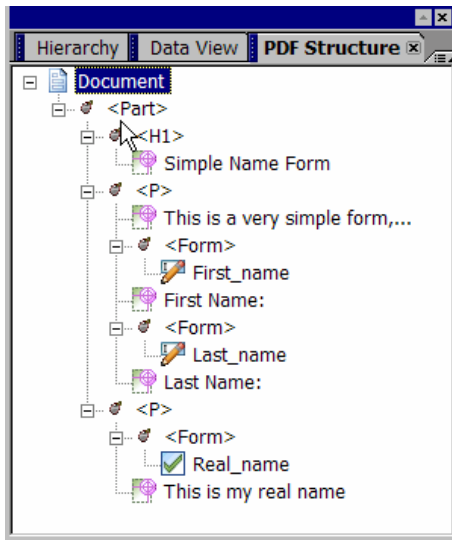 Hierarchy Data View PDF Structure
Document
<Part>
<H1>
Simple Name Form
<P>
This is a very simple form,...
<Form>
First_name
First Name:
<Form>
Last_name
Last Name:
<P>
<Form>
Real_name
This is my real name